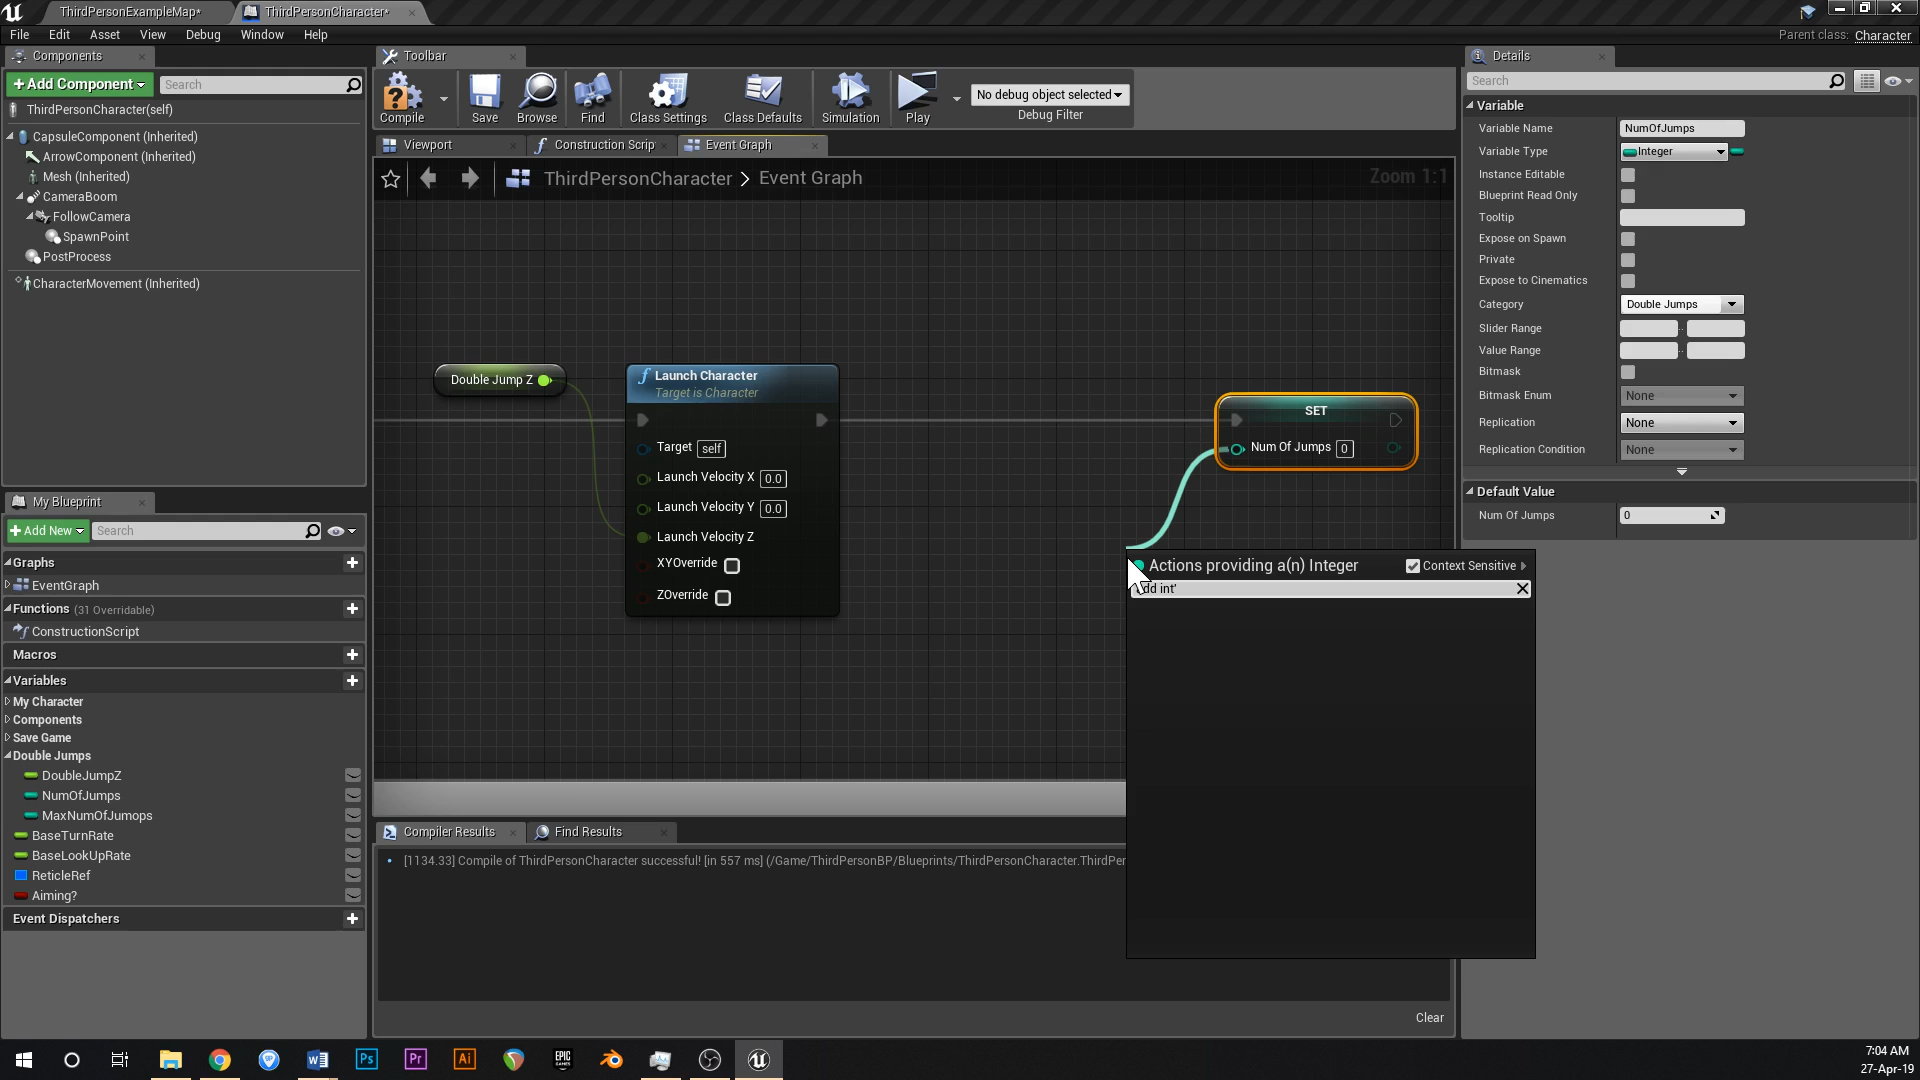 ThirdPersonExampleMap*
ThirdPersonCharacter*
File Edit Asset View Debug Window Help
Parent class: Character
Components
Toolbar
Details
+ Add Component
Search
ThirdPersonCharacter(self)
CapsuleComponent (Inherited)
ArrowComponent (Inherited)
Mesh (Inherited)
CameraBoom
FollowCamera
SpawnPoint
PostProcess
CharacterMovement (Inherited)
Compile
Save
Browse
Find
Class Settings
Class Defaults
Simulation
Play
No debug object selected
Debug Filter
Viewport
Construction Scrip
Event Graph
ThirdPersonCharacter > Event Graph
Zoom 1:1
Double Jump Z
Launch Character
Target is Character
Target self
Launch Velocity X 0.0
Launch Velocity Y 0.0
Launch Velocity Z
XYOverride
ZOverride
SET
Num Of Jumps 0
Actions providing a(n) Integer
Context Sensitive
dd int'
My Blueprint
+ Add New
Search
Graphs
EventGraph
Functions (31 Overridable)
ConstructionScript
Macros
Variables
My Character
Components
Save Game
Double Jumps
DoubleJumpZ
NumOfJumps
MaxNumOfJumops
BaseTurnRate
BaseLookUpRate
ReticleRef
Aiming?
Event Dispatchers
Compiler Results
Find Results
[1134.33] Compile of ThirdPersonCharacter successful! [in 557 ms] (/Game/ThirdPersonBP/Blueprints/ThirdPersonCharacter.ThirdPer
Clear
Search
Variable
Variable Name NumOfJumps
Variable Type Integer
Instance Editable
Blueprint Read Only
Tooltip
Expose on Spawn
Private
Expose to Cinematics
Category Double Jumps
Slider Range
Value Range
Bitmask
Bitmask Enum None
Replication None
Replication Condition None
Default Value
Num Of Jumps 0
Ps
Pr
Ai
EPIC
GAMES
7:04 AM
27-Apr-19